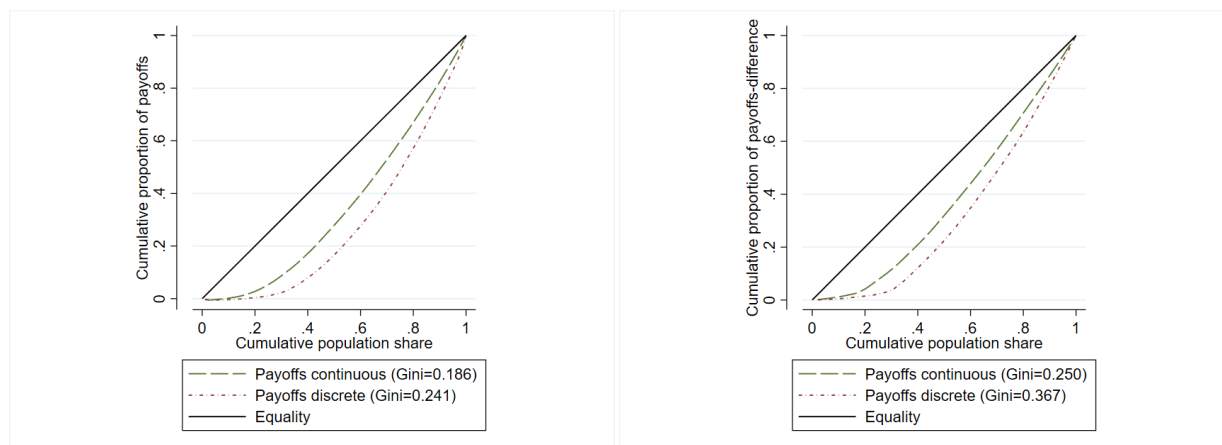 Cumulative proportion of payoffs
1
.8
.6
.4
.2
0
0 .2 .4 .6 .8 1
Cumulative population share
Payoffs continuous (Gini=0.186)
Payoffs discrete (Gini=0.241)
Equality
Cumulative proportion of payoffs-difference
1
.8
.6
.4
.2
0
0 .2 .4 .6 .8 1
Cumulative population share
Payoffs continuous (Gini=0.250)
Payoffs discrete (Gini=0.367)
Equality